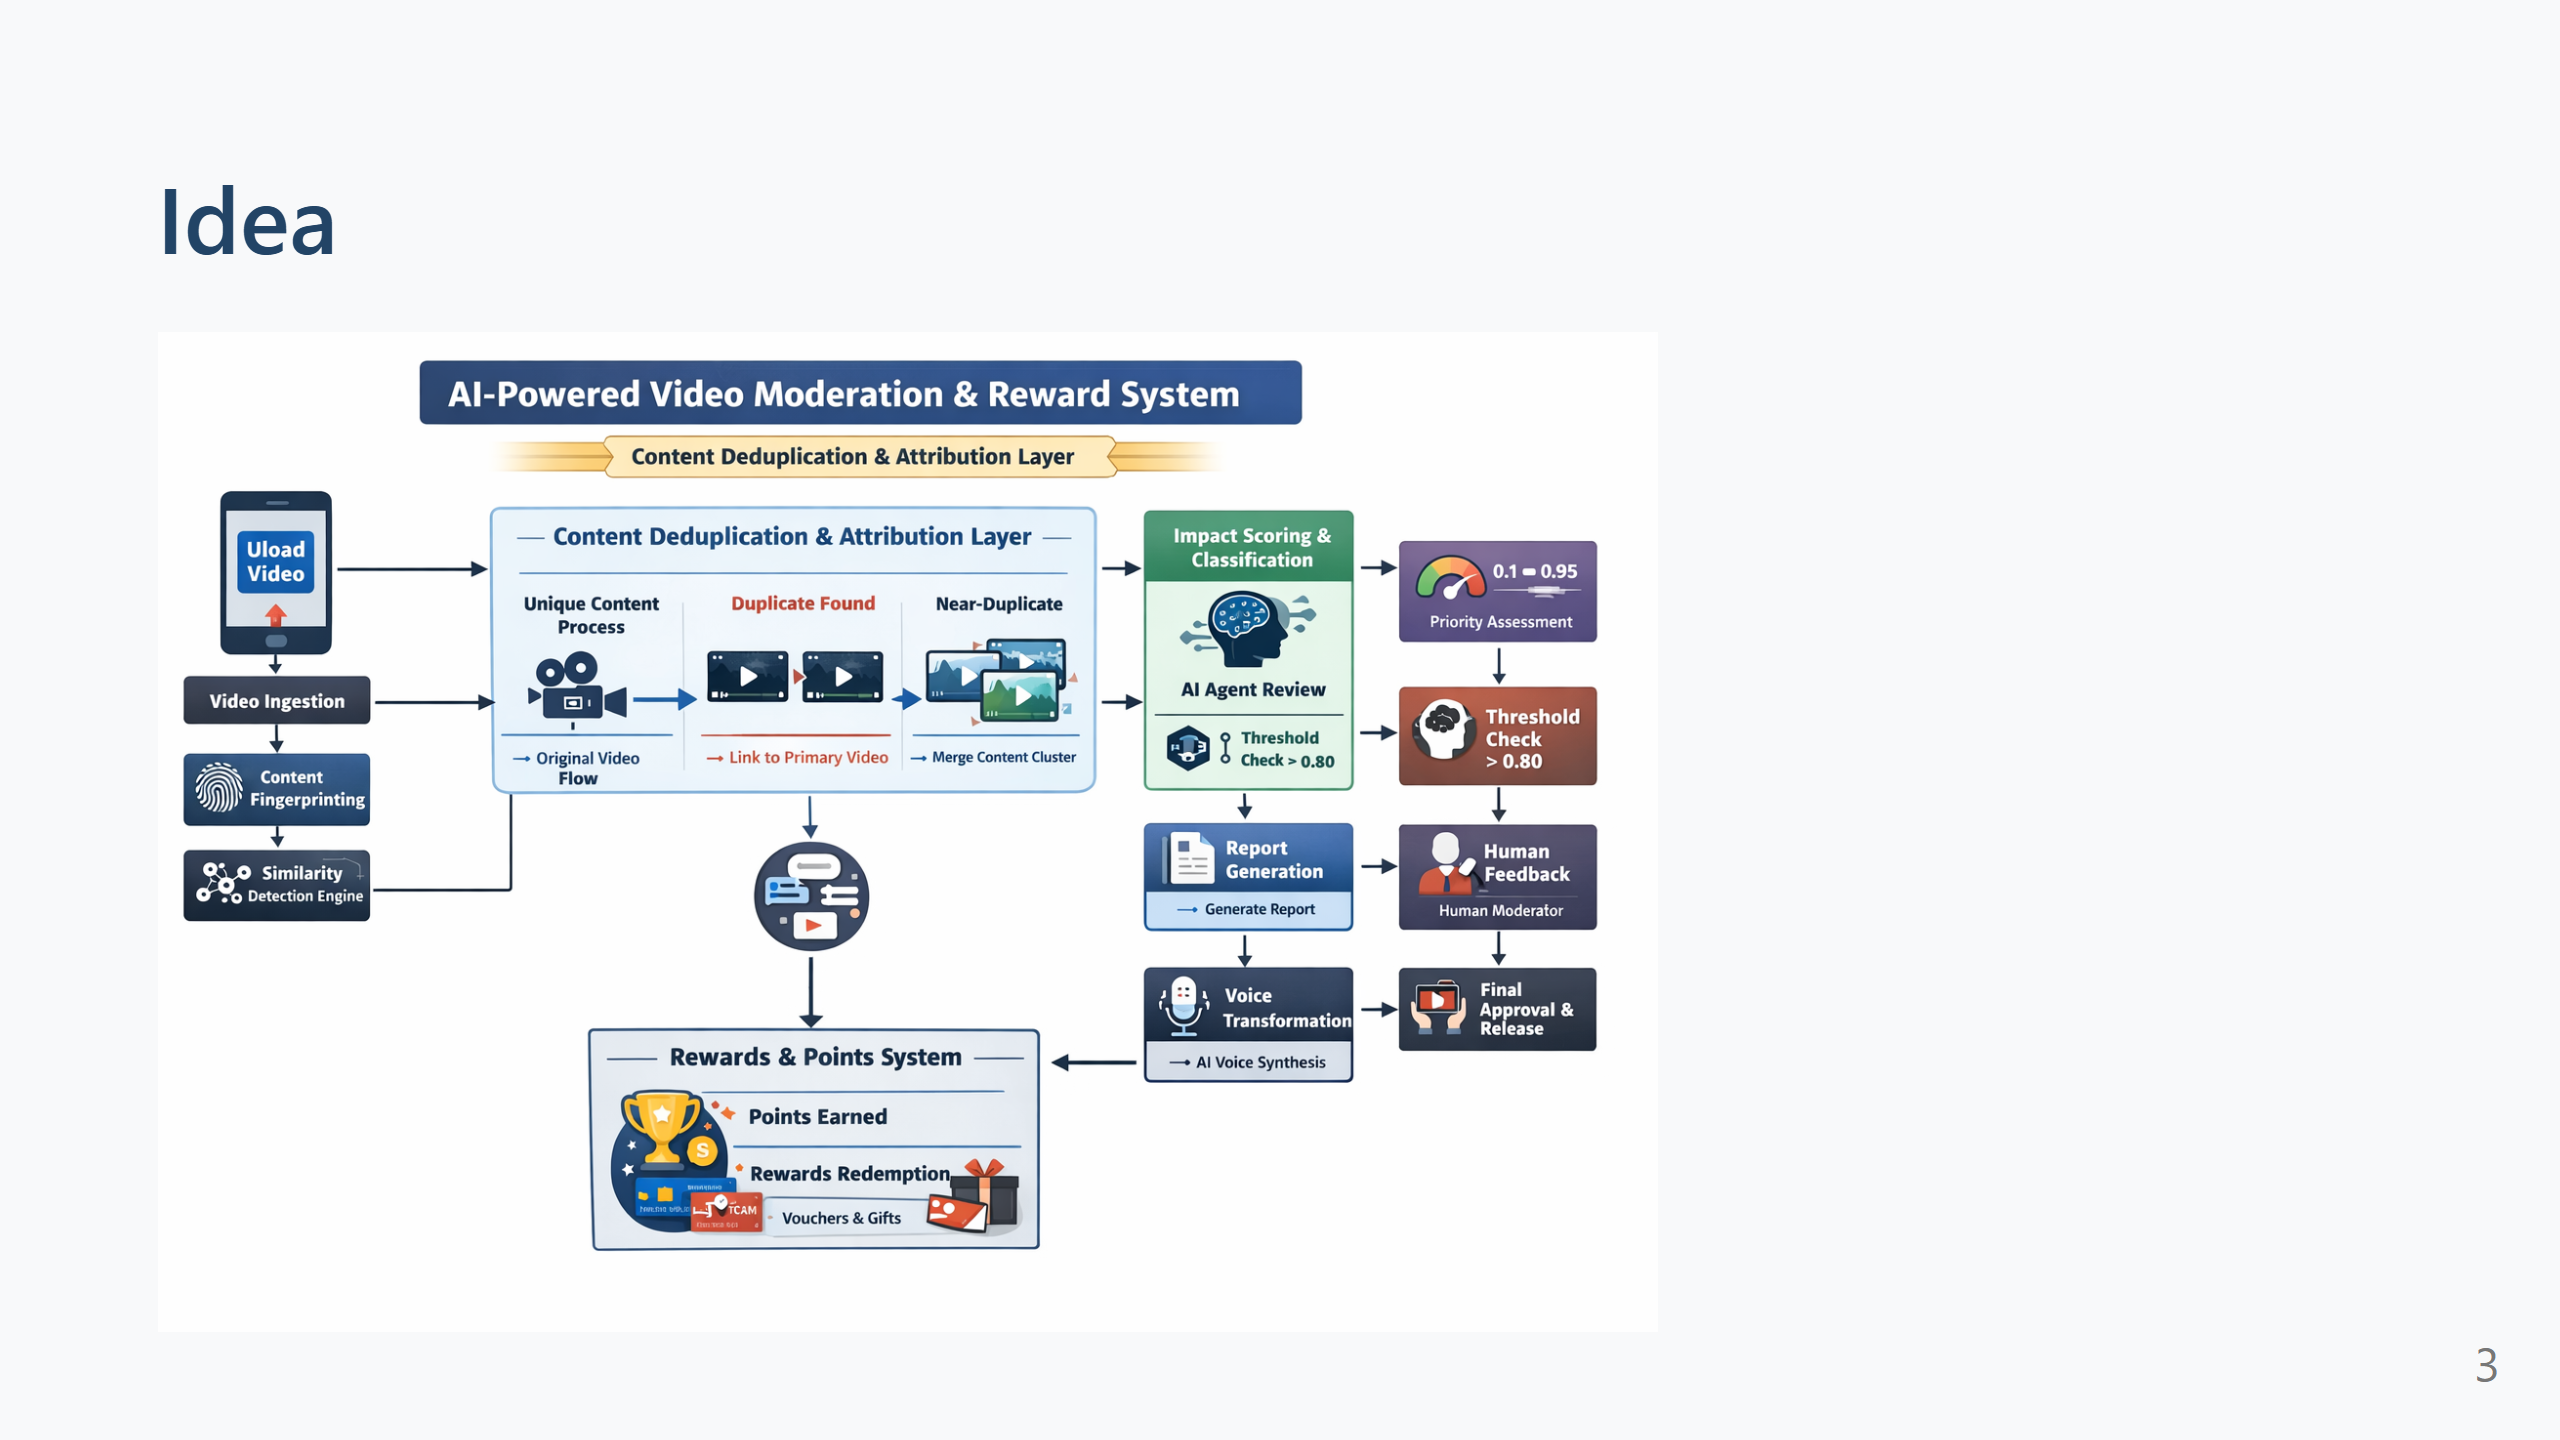 Idea
AI-Powered Video Moderation & Reward System
Content Deduplication & Attribution Layer
Uload
Video
Video Ingestion
Content
Fingerprinting
Similarity
Detection Engine
Content Deduplication & Attribution Layer
Unique Content
Process
→ Original Video
Flow
Duplicate Found
→ Link to Primary Video
Near-Duplicate
→ Merge Content Cluster
Impact Scoring &
Classification
AI Agent Review
Threshold
Check > 0.80
0.1 – 0.95
Priority Assessment
Threshold
Check
> 0.80
Report
Generation
→ Generate Report
Human
Feedback
Human Moderator
Voice
Transformation
→ AI Voice Synthesis
Final
Approval &
Release
Rewards & Points System
Points Earned
S
Rewards Redemption
TCAM
Vouchers & Gifts
3